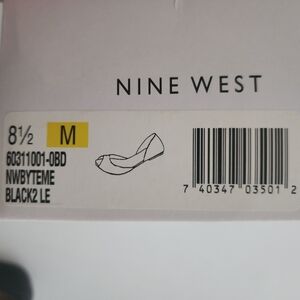 NINE WEST
8½ M
60311001-0BD
NWBYTEME
BLACK2 LE
7 40347 03501 2